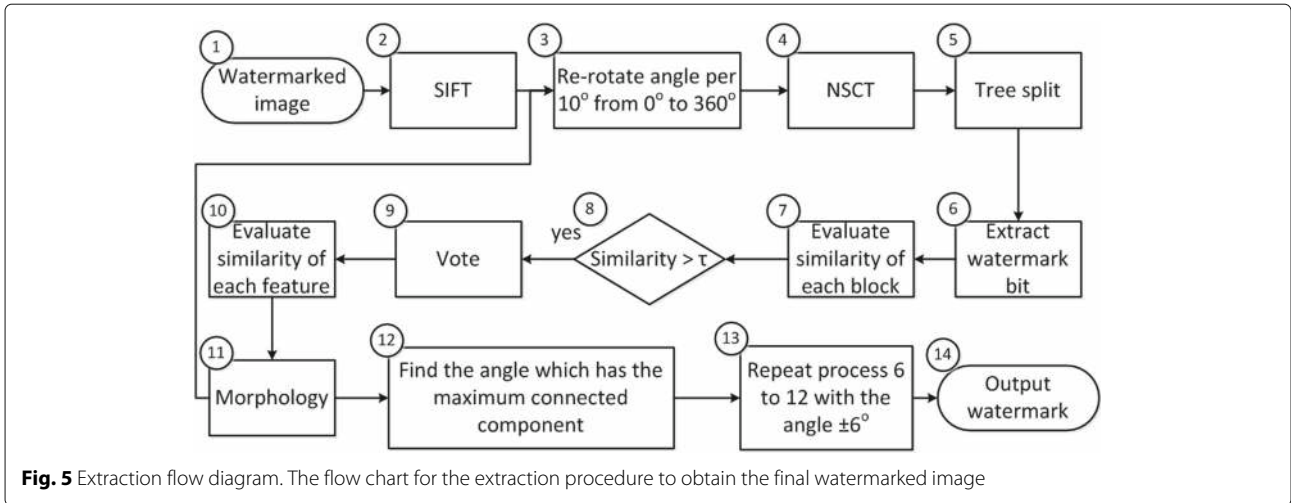 1
Watermarked
image
2
SIFT
3
Re-rotate angle per
10° from 0° to 360°
4
NSCT
5
Tree split
10
Evaluate
similarity of
each feature
9
Vote
8
yes
Similarity > τ
7
Evaluate
similarity of
each block
6
Extract
watermark
bit
11
Morphology
12
Find the angle which has the
maximum connected
component
13
Repeat process 6
to 12 with the
angle ±6°
14
Output
watermark
Fig. 5 Extraction flow diagram. The flow chart for the extraction procedure to obtain the final watermarked image